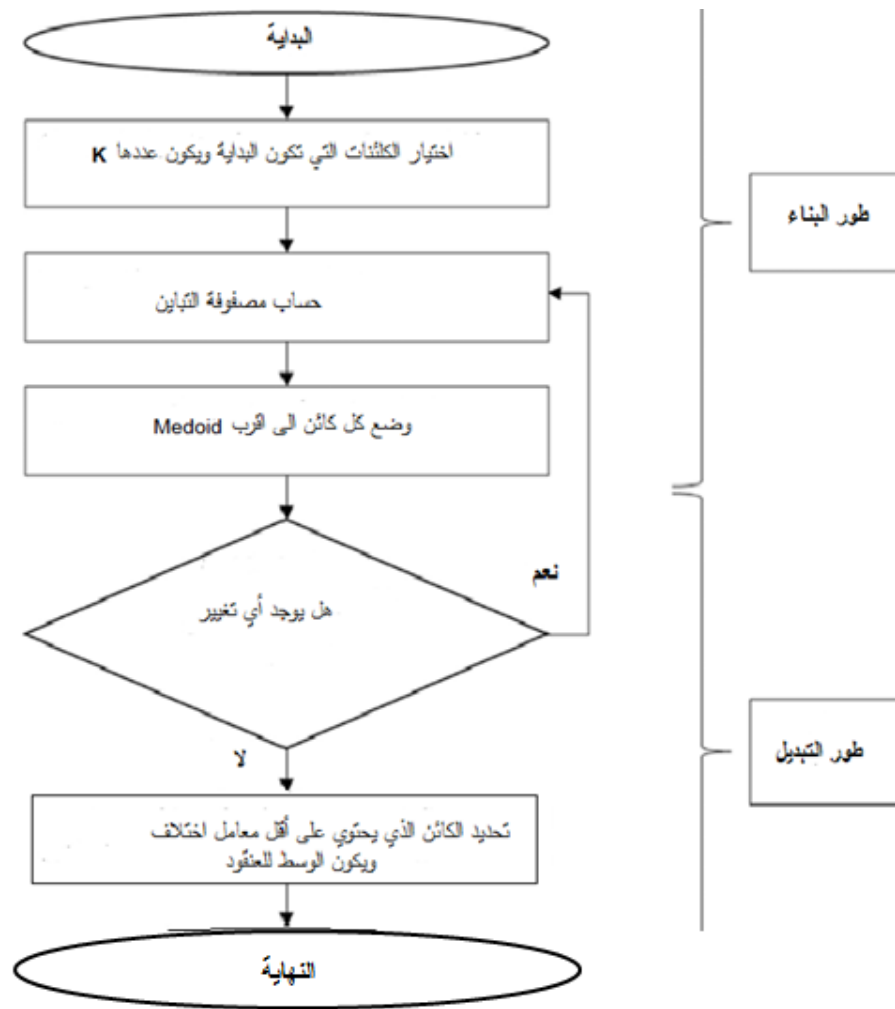 البداية
اختيار الكائنات التي تكون البداية ويكون عددها K
طور البناء
حساب مصفوفة التباين
وضع كل كائن الى اقرب Medoid
نعم
هل يوجد أي تغيير
لا
طور التبديل
تحديد الكائن الذي يحتوي على أقل معامل اختلاف
ويكون الوسط للعنقود
النهاية